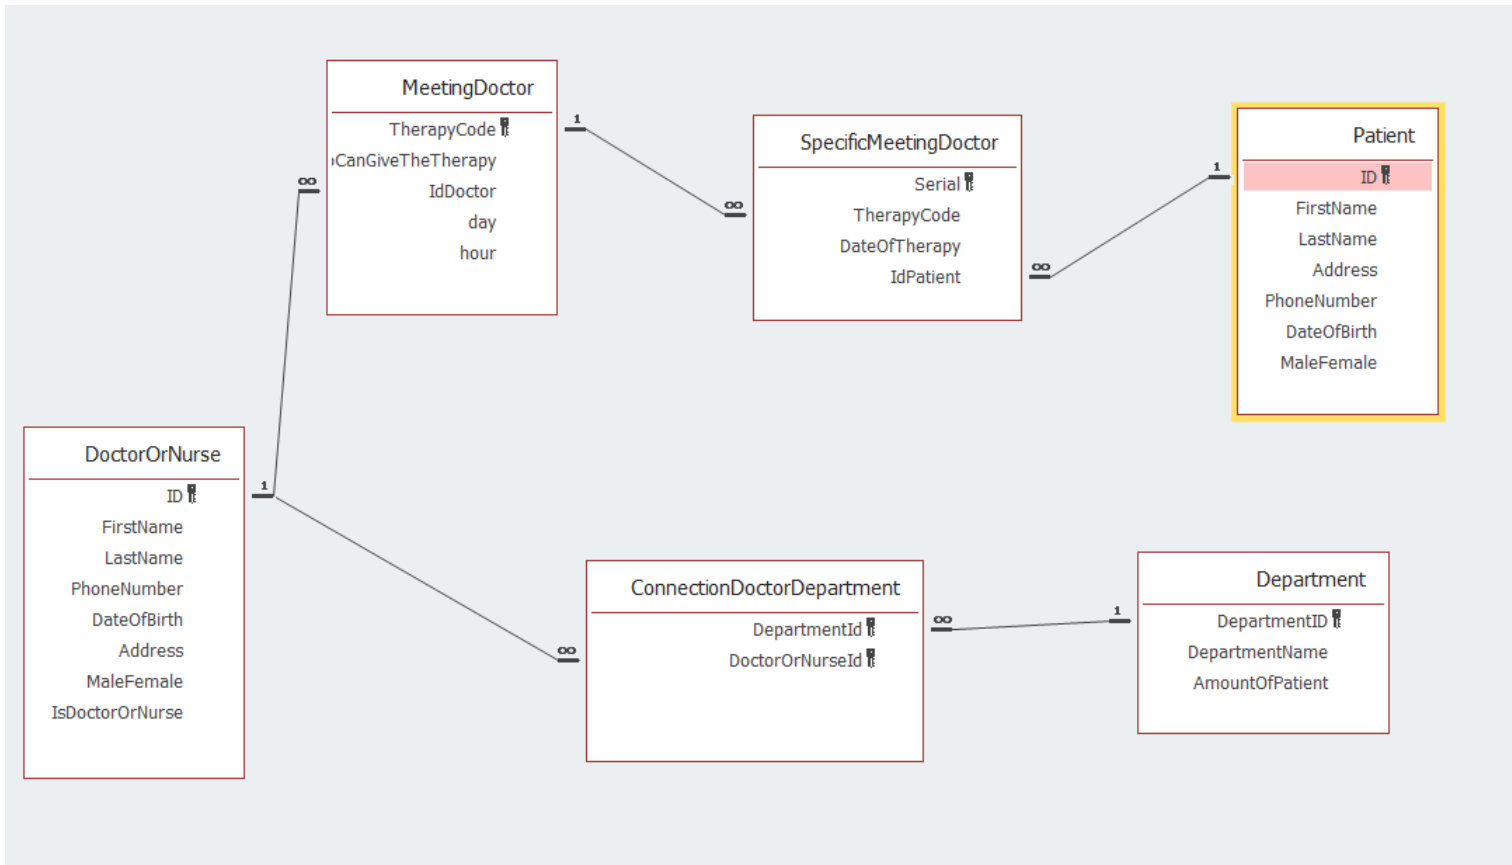 MeetingDoctor
TherapyCode
CanGiveTheTherapy
IdDoctor
day
hour
1
∞
∞
SpecificMeetingDoctor
Serial
TherapyCode
DateOfTherapy
IdPatient
∞
1
Patient
ID
FirstName
LastName
Address
PhoneNumber
DateOfBirth
MaleFemale
DoctorOrNurse
ID
FirstName
LastName
PhoneNumber
DateOfBirth
Address
MaleFemale
IsDoctorOrNurse
1
∞
ConnectionDoctorDepartment
DepartmentId
DoctorOrNurseId
∞
1
Department
DepartmentID
DepartmentName
AmountOfPatient